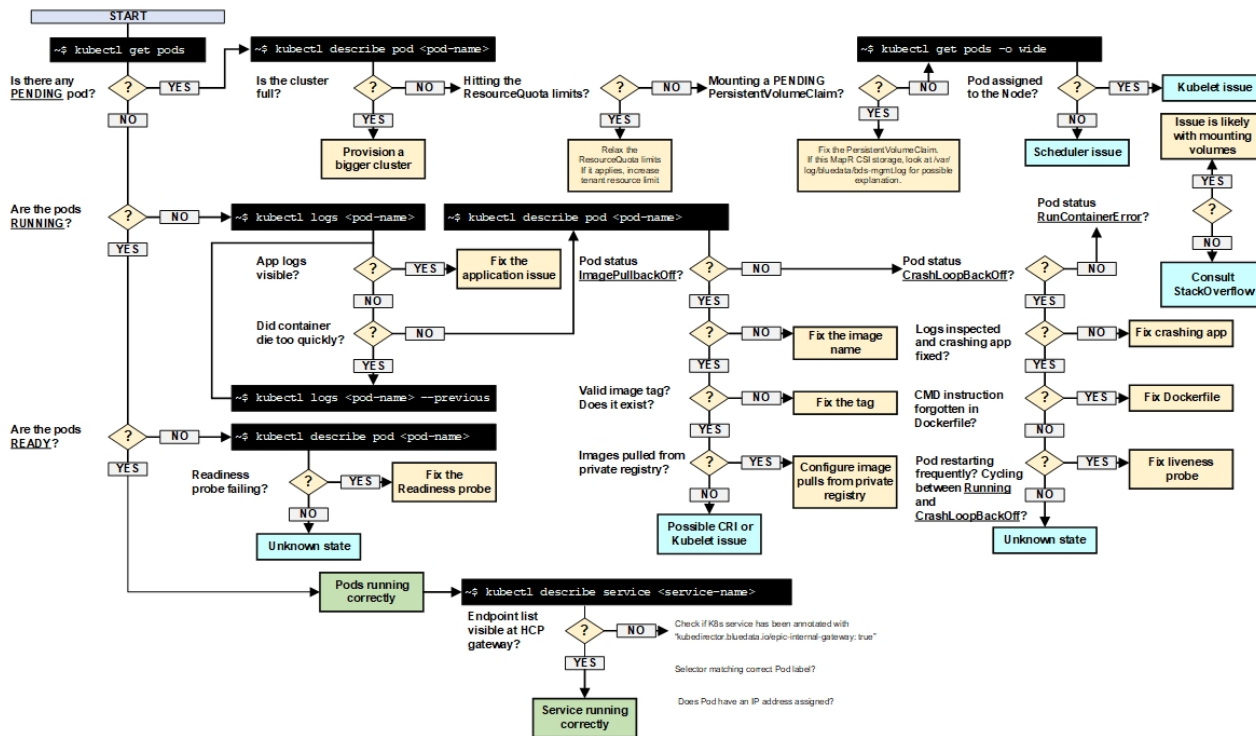 START
~$ kubectl get pods
~$ kubectl describe pod <pod-name>
~$ kubectl get pods -o wide
Is there any
PENDING pod?
?
YES
NO
Is the cluster
full?
?
NO
YES
Provision a
bigger cluster
Hitting the
ResourceQuota limits?
?
NO
YES
Relax the
ResourceQuota limits
If it applies, increase
tenant resource limit
Mounting a PENDING
PersistentVolumeClaim?
?
NO
YES
Fix the PersistentVolumeClaim.
If this MapR CSI storage, look at /var/
log/bluedata/bds-mgmt.log for possible
explanation.
Pod assigned
to the Node?
?
YES
Kubelet issue
NO
Scheduler issue
Issue is likely
with mounting
volumes
YES
?
NO
Consult
StackOverflow
Are the pods
RUNNING?
?
NO
YES
~$ kubectl logs <pod-name>
~$ kubectl describe pod <pod-name>
App logs
visible?
?
YES
Fix the
application issue
NO
Did container
die too quickly?
?
NO
YES
~$ kubectl logs <pod-name> --previous
Pod status
ImagePullbackOff?
?
NO
YES
?
NO
Fix the image
name
YES
Valid image tag?
Does it exist?
?
NO
Fix the tag
YES
Images pulled from
private registry?
?
YES
Configure image
pulls from private
registry
NO
Possible CRI or
Kubelet issue
Pod status
RunContainerError?
Pod status
CrashLoopBackOff?
?
NO
YES
Logs inspected
and crashing app
fixed?
?
NO
Fix crashing app
YES
CMD instruction
forgotten in
Dockerfile?
?
YES
Fix Dockerfile
NO
Pod restarting
frequently? Cycling
between Running
and
CrashLoopBackOff?
?
YES
Fix liveness
probe
NO
Unknown state
Are the pods
READY?
?
NO
YES
~$ kubectl describe pod <pod-name>
Readiness
probe failing?
?
YES
Fix the
Readiness probe
NO
Unknown state
Pods running
correctly
~$ kubectl describe service <service-name>
Endpoint list
visible at HCP
gateway?
?
NO
Check if K8s service has been annotated with
"kubedirector.bluedata.io/epic-internal-gateway: true"
YES
Selector matching correct Pod label?
Does Pod have an IP address assigned?
Service running
correctly